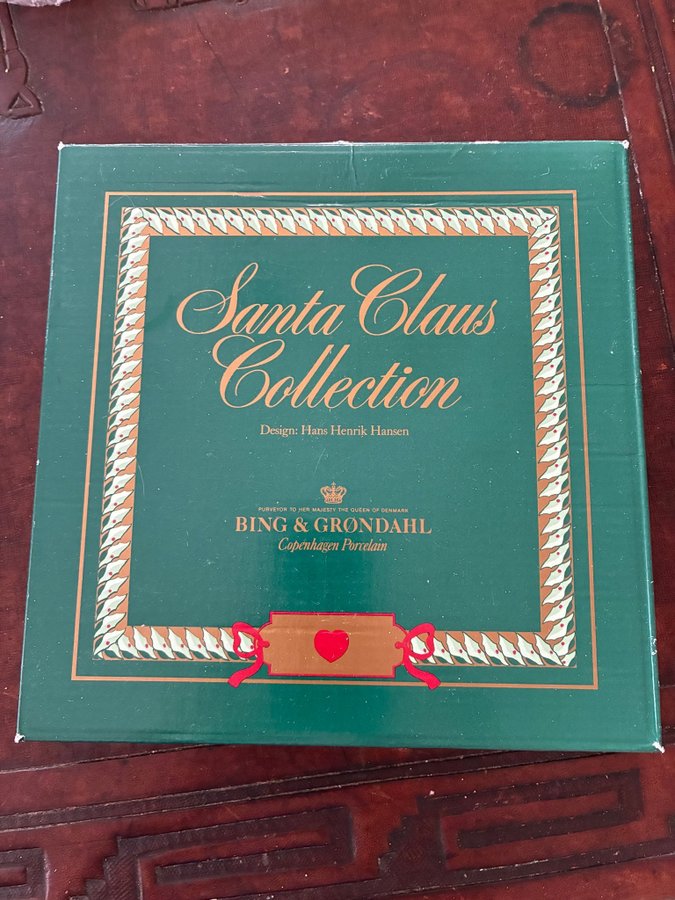 Santa Claus
Collection
Design: Hans Henrik Hansen
PURVEYOR TO HER MAJESTY THE QUEEN OF DENMARK
BING & GRØNDAHL
Copenhagen Porcelain